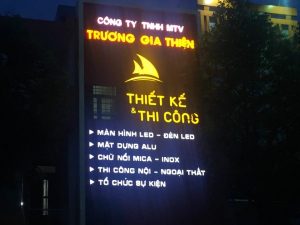 CÔNG TY TNHH MTV
TRƯƠNG GIA THIỆN
THIẾT KẾ
& THI CÔNG
▶ MÀN HÌNH LED – ĐÈN LED
▶ MẶT DỰNG ALU
▶ CHỮ NỔI MICA – INOX
▶ THI CÔNG NỘI – NGOẠI THẤT
▶ TỔ CHỨC SỰ KIỆN